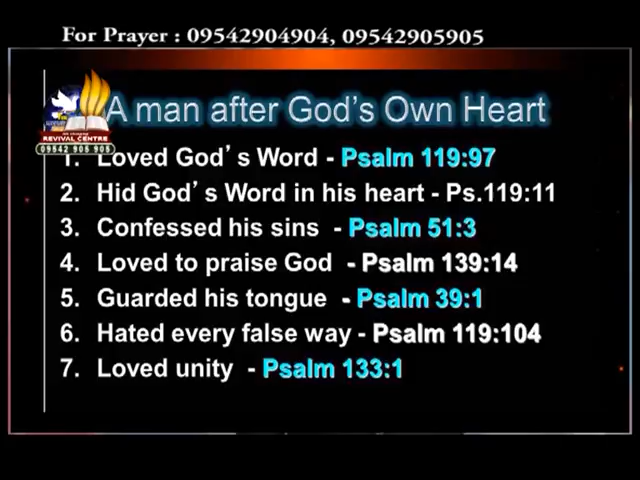 For Prayer : 09542904904, 09542905905
A man after God's Own Heart
REVIVAL CENTRE
09542 905 905
1. Loved God's Word - Psalm 119:97
2. Hid God's Word in his heart - Ps.119:11
3. Confessed his sins - Psalm 51:3
4. Loved to praise God - Psalm 139:14
5. Guarded his tongue - Psalm 39:1
6. Hated every false way - Psalm 119:104
7. Loved unity - Psalm 133:1